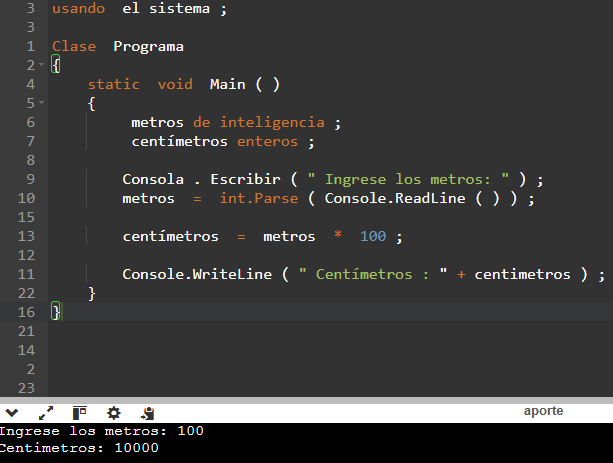 3 usando el sistema ;
3
1 Clase Programa
2 {
4 static void Main ( )
5 {
6 metros de inteligencia ;
7 centímetros enteros ;
8
9 Consola . Escribir ( " Ingrese los metros: " ) ;
10 metros = int.Parse ( Console.ReadLine ( ) ) ;
15
13 centímetros = metros * 100 ;
12
11 Console.WriteLine ( " Centímetros : " + centimetros ) ;
22 }
16 }
21
14
2
23
aporte
Ingrese los metros: 100
Centimetros: 10000